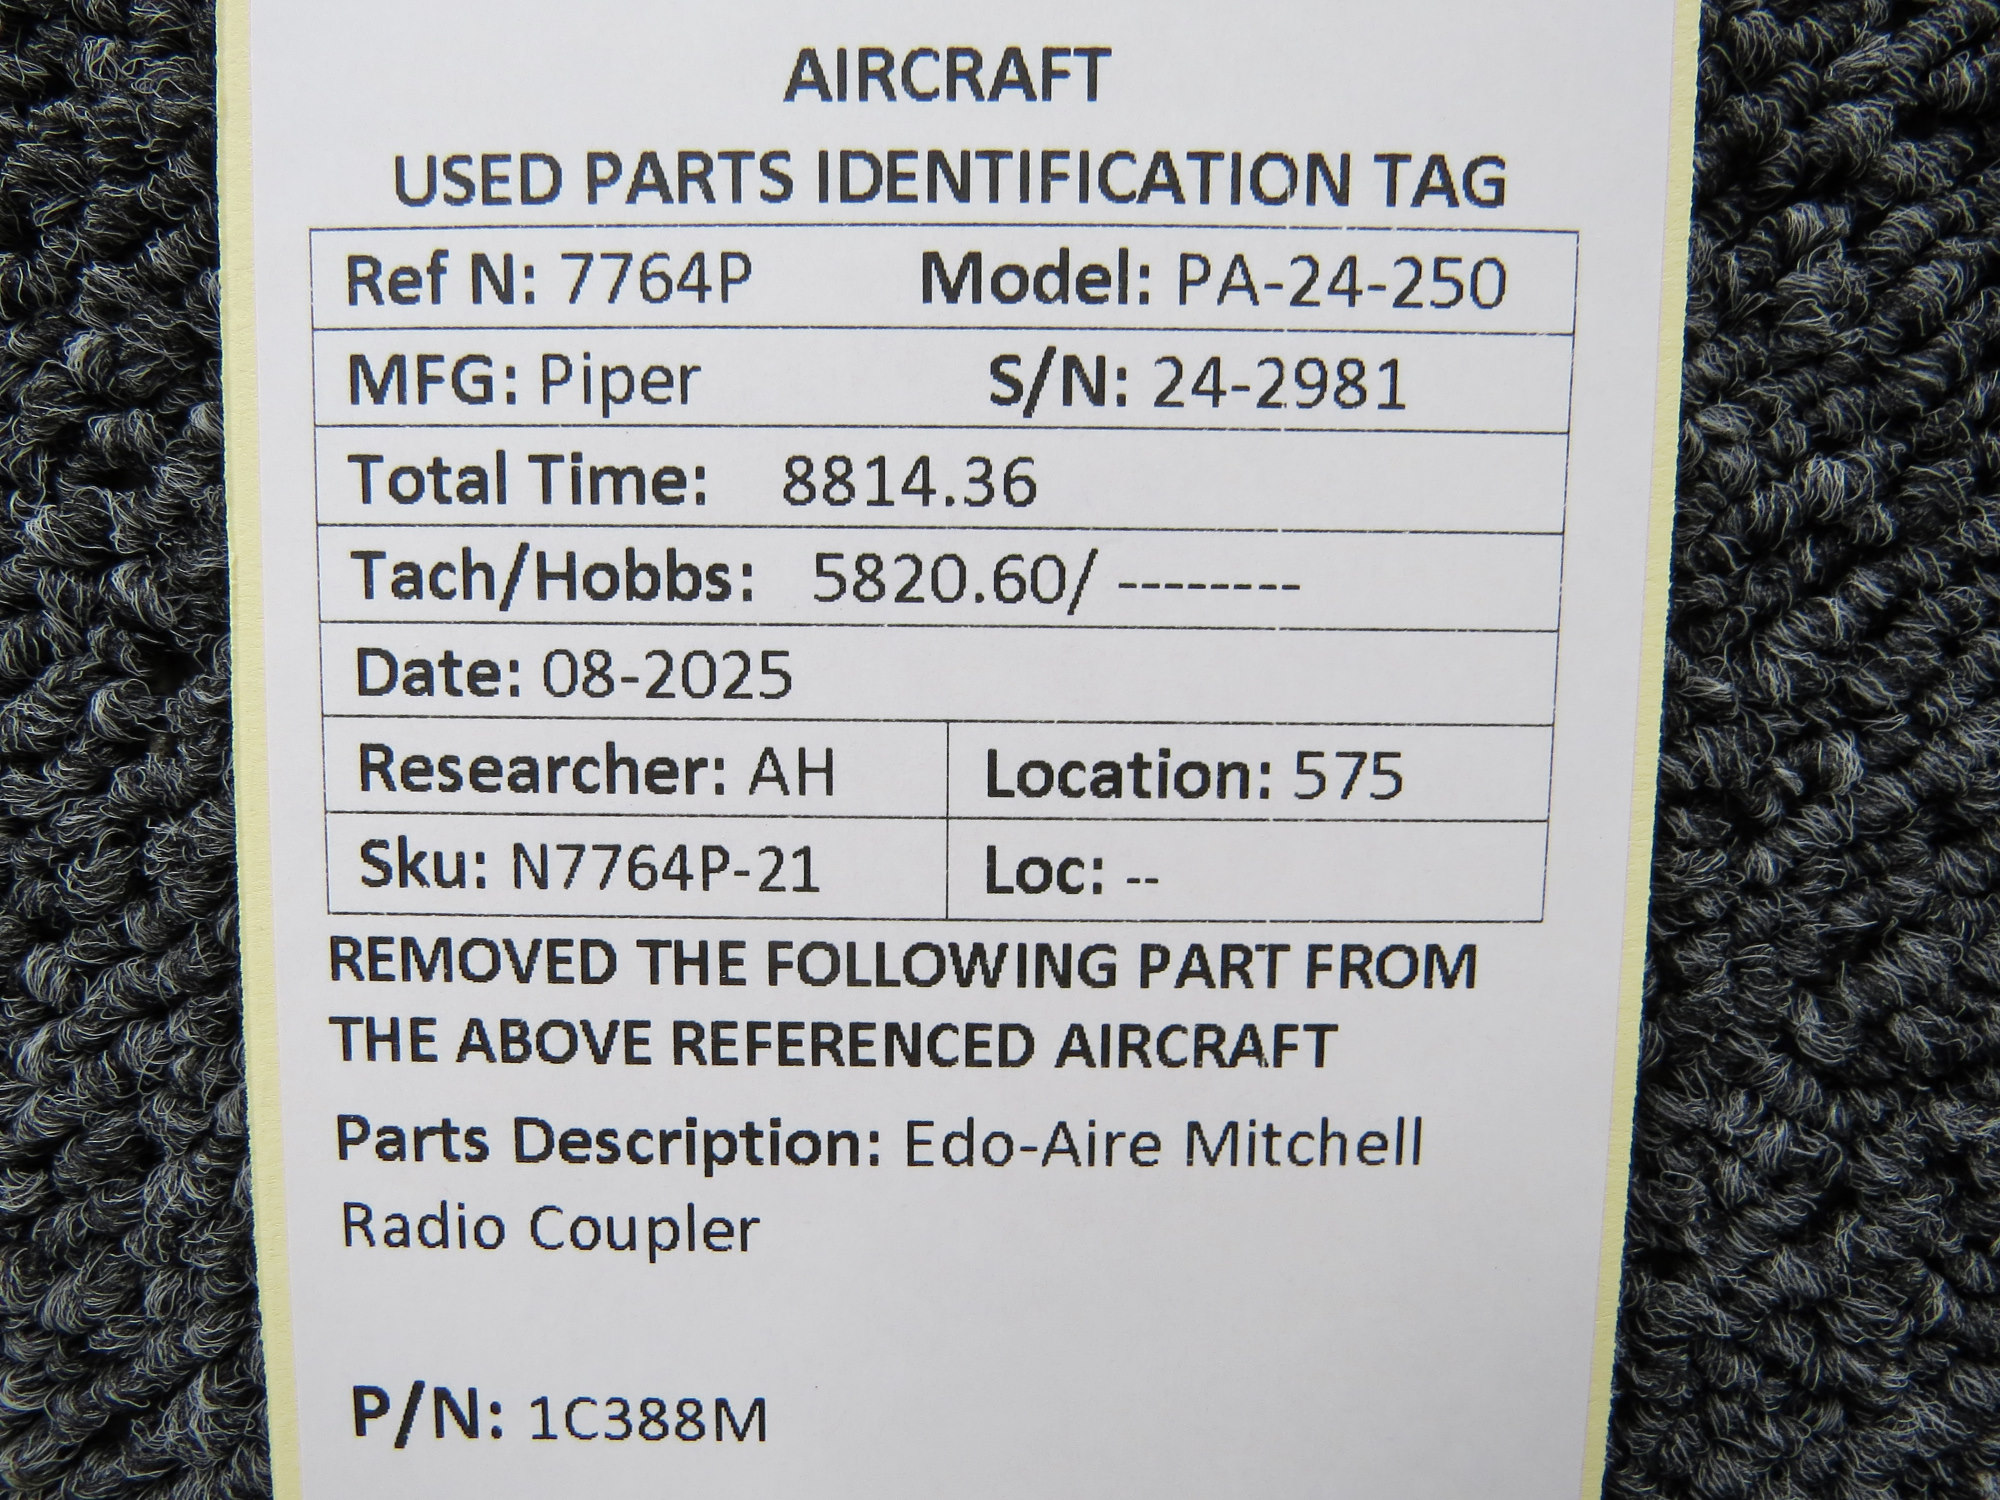 AIRCRAFT
USED PARTS IDENTIFICATION TAG
Ref N: 7764P Model: PA-24-250
MFG: Piper S/N: 24-2981
Total Time: 8814.36
Tach/Hobbs: 5820.60/ --------
Date: 08-2025
Researcher: AH Location: 575
Sku: N7764P-21 Loc: --
REMOVED THE FOLLOWING PART FROM
THE ABOVE REFERENCED AIRCRAFT
Parts Description: Edo-Aire Mitchell
Radio Coupler
P/N: 1C388M